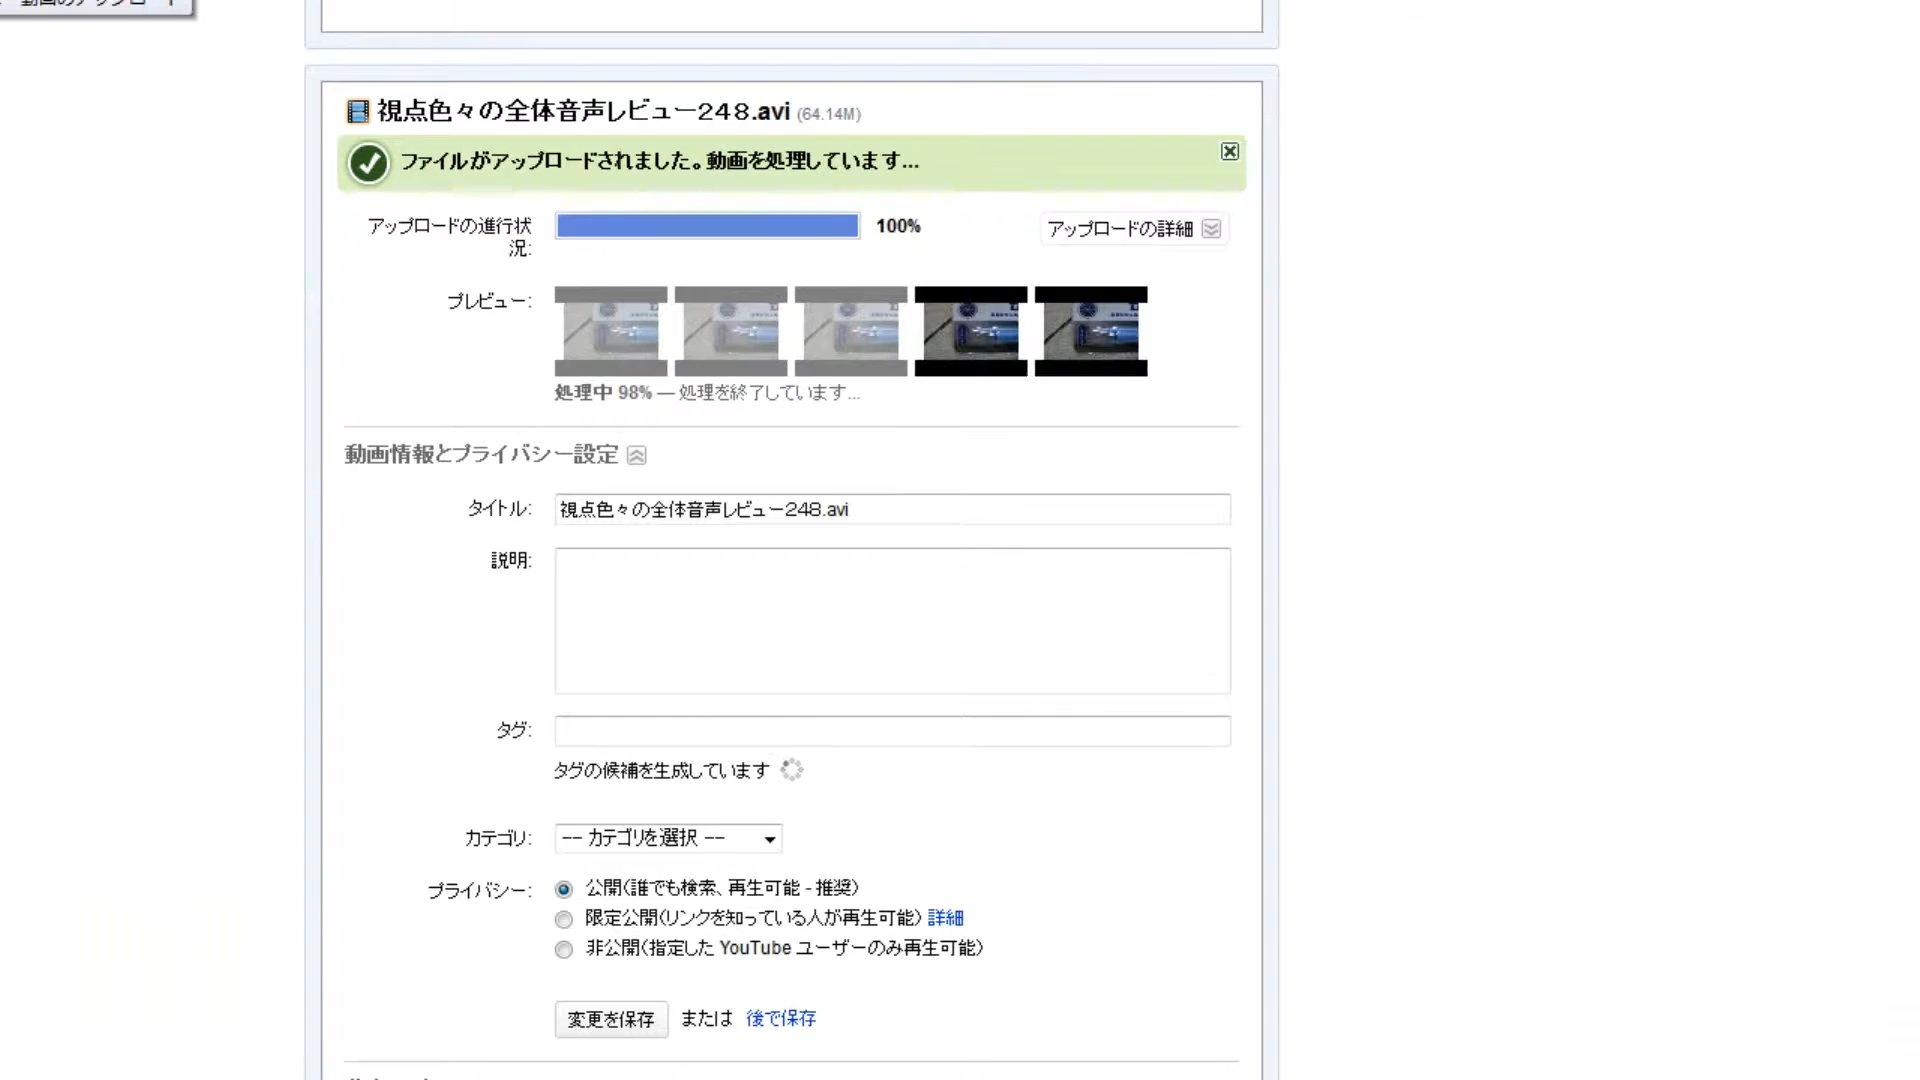 動画のアップロード
視点色々の全体音声レビュー248.avi (64.14M)
ファイルがアップロードされました。動画を処理しています...
アップロードの進行状況: 100% アップロードの詳細
プレビュー:
処理中 98% — 処理を終了しています...
動画情報とプライバシー設定
タイトル: 視点色々の全体音声レビュー248.avi
説明:
タグ:
タグの候補を生成しています
カテゴリ: -- カテゴリを選択 --
プライバシー: 公開(誰でも検索、再生可能 - 推奨)
限定公開(リンクを知っている人が再生可能) 詳細
非公開(指定した YouTube ユーザーのみ再生可能)
変更を保存 または 後で保存